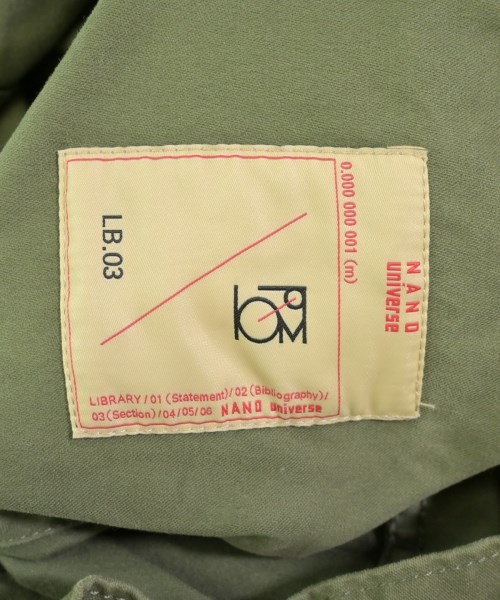 NANO
universe
0.000 000 001 (m)
LB.03
LIBRARY/01 (Statement)/02 (Bibliography)/
03(Section)/04/05/06 NANO universe